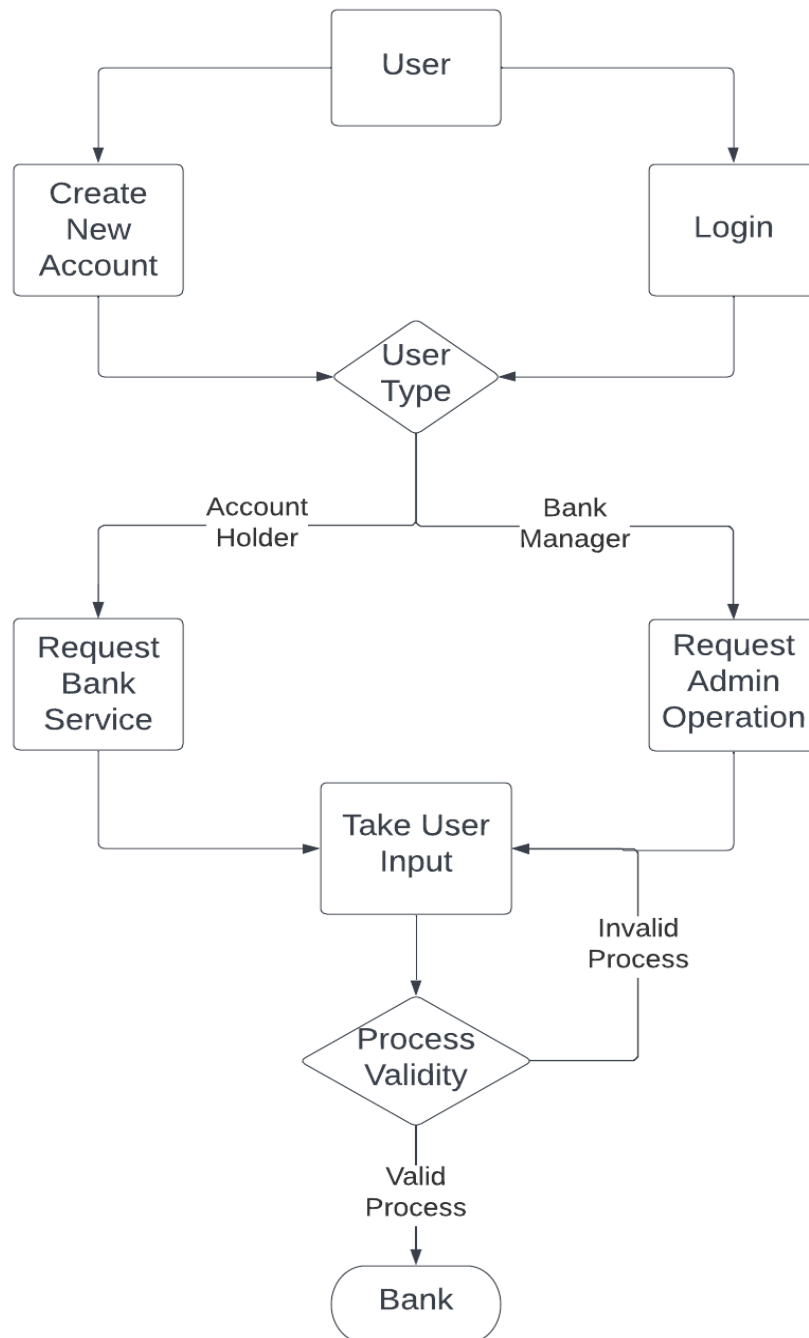 User
Create
New
Account
Login
User
Type
Account
Holder
Bank
Manager
Request
Bank
Service
Request
Admin
Operation
Take User
Input
Invalid
Process
Process
Validity
Valid
Process
Bank